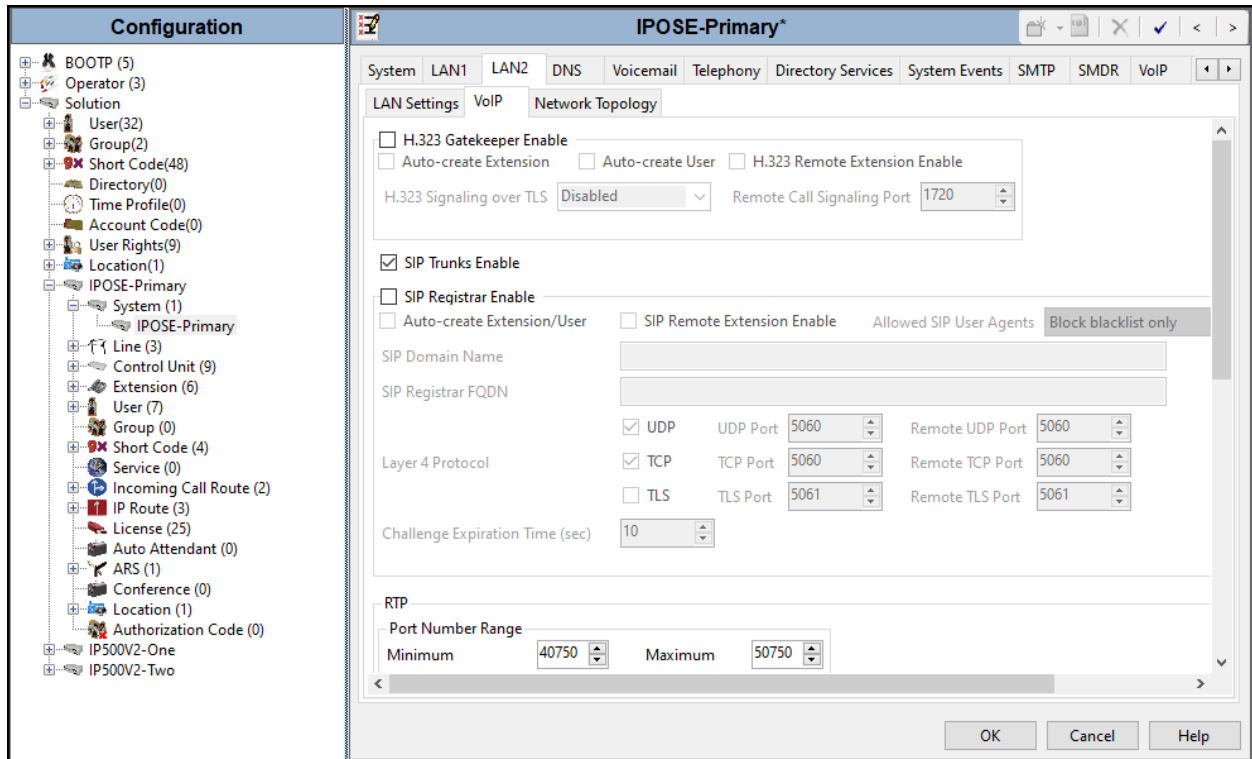 Configuration
BOOTP (5)
Operator (3)
Solution
User(32)
Group(2)
Short Code(48)
Directory(0)
Time Profile(0)
Account Code(0)
User Rights(9)
Location(1)
IPOSE-Primary
System (1)
IPOSE-Primary
Line (3)
Control Unit (9)
Extension (6)
User (7)
Group (0)
Short Code (4)
Service (0)
Incoming Call Route (2)
IP Route (3)
License (25)
Auto Attendant (0)
ARS (1)
Conference (0)
Location (1)
Authorization Code (0)
IP500V2-One
IP500V2-Two
IPOSE-Primary*
System LAN1 LAN2 DNS Voicemail Telephony Directory Services System Events SMTP SMDR VoIP
LAN Settings VoIP Network Topology
H.323 Gatekeeper Enable
Auto-create Extension Auto-create User H.323 Remote Extension Enable
H.323 Signaling over TLS Disabled Remote Call Signaling Port 1720
SIP Trunks Enable
SIP Registrar Enable
Auto-create Extension/User SIP Remote Extension Enable Allowed SIP User Agents Block blacklist only
SIP Domain Name
SIP Registrar FQDN
UDP UDP Port 5060 Remote UDP Port 5060
Layer 4 Protocol TCP TCP Port 5060 Remote TCP Port 5060
TLS TLS Port 5061 Remote TLS Port 5061
Challenge Expiration Time (sec) 10
RTP
Port Number Range
Minimum 40750 Maximum 50750
OK Cancel Help